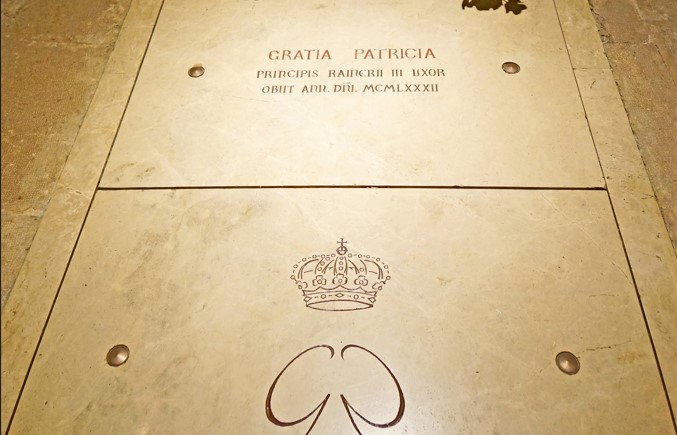 GRATIA PATRICIA
PRINCIPIS RAINERII III UXOR
OBIIT ANN. DÑI. MCMLXXXII